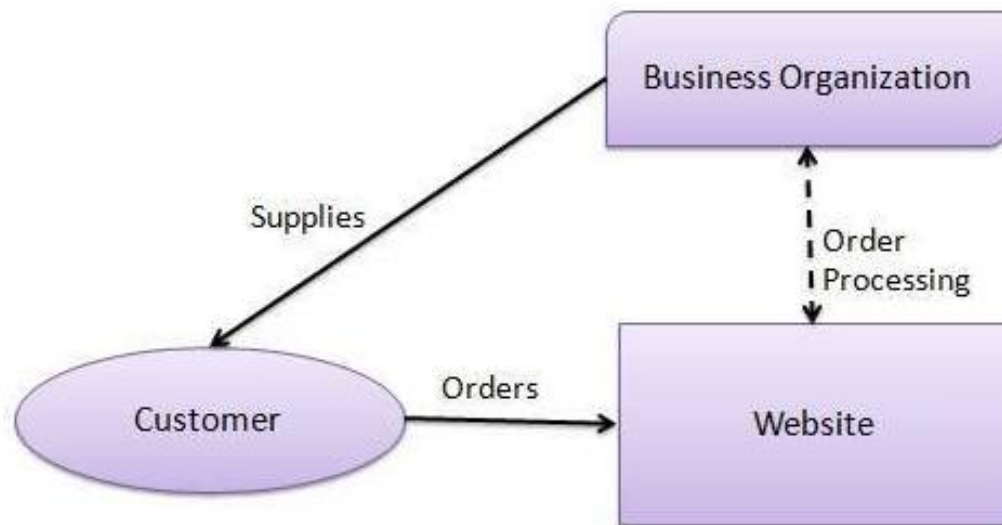 Business Organization
Supplies
Order
Processing
Orders
Customer
Website